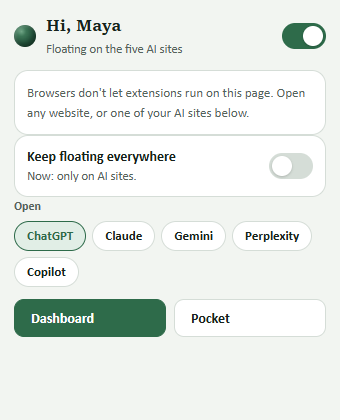 Hi, Maya
Floating on the five AI sites
Browsers don't let extensions run on this page. Open
any website, or one of your AI sites below.
Keep floating everywhere
Now: only on AI sites.
Open
ChatGPT
Claude
Gemini
Perplexity
Copilot
Dashboard
Pocket